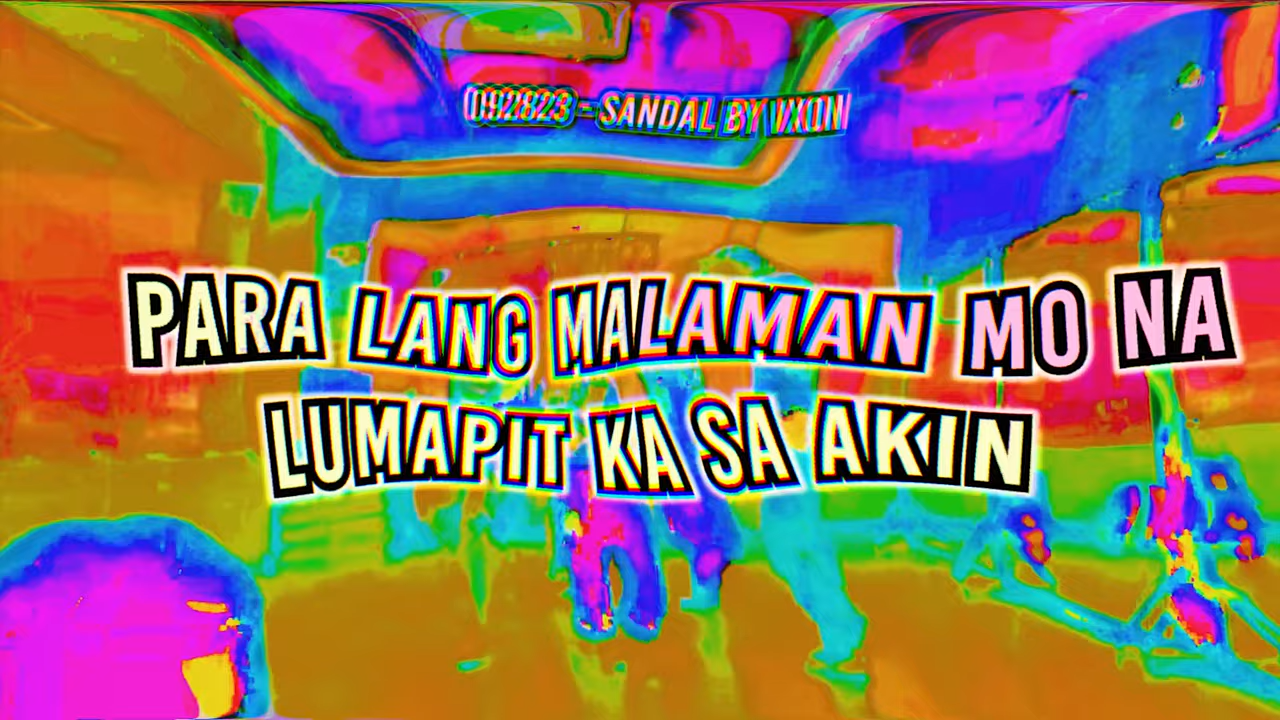 092823 - SANDAL BY VXON
PARA LANG MALAMAN MO NA
LUMAPIT KA SA AKIN